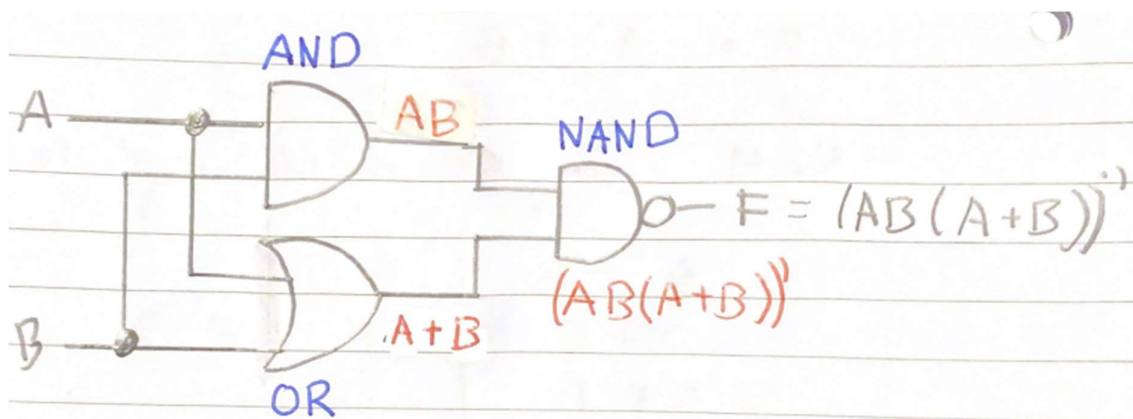 AND
A
AB
NAND
F = (AB(A+B))'
(AB(A+B))'
B
A+B
OR